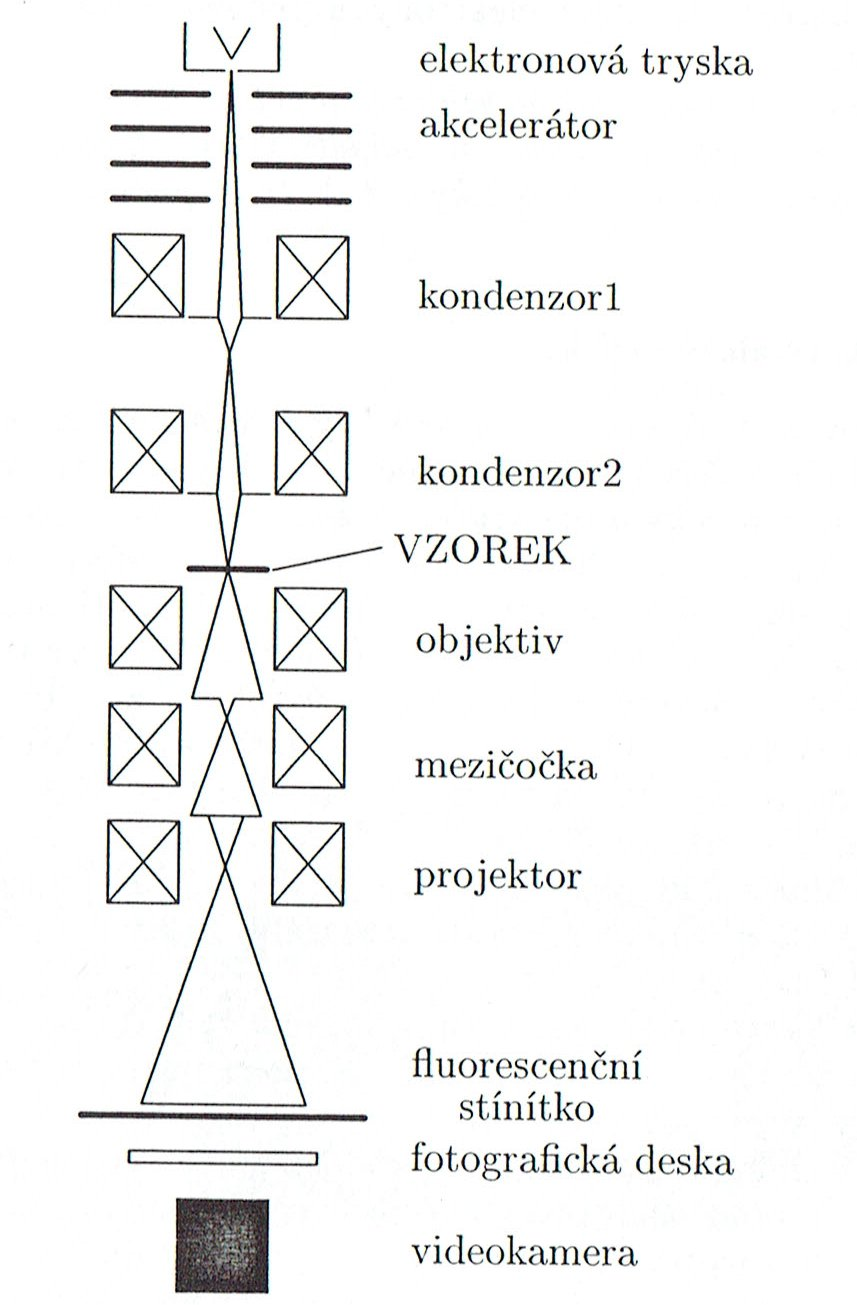 elektronová tryska
akcelerátor
kondenzor1
kondenzor2
VZOREK
objektiv
mezičočka
projektor
fluorescenční
stínítko
fotografická deska
videokamera